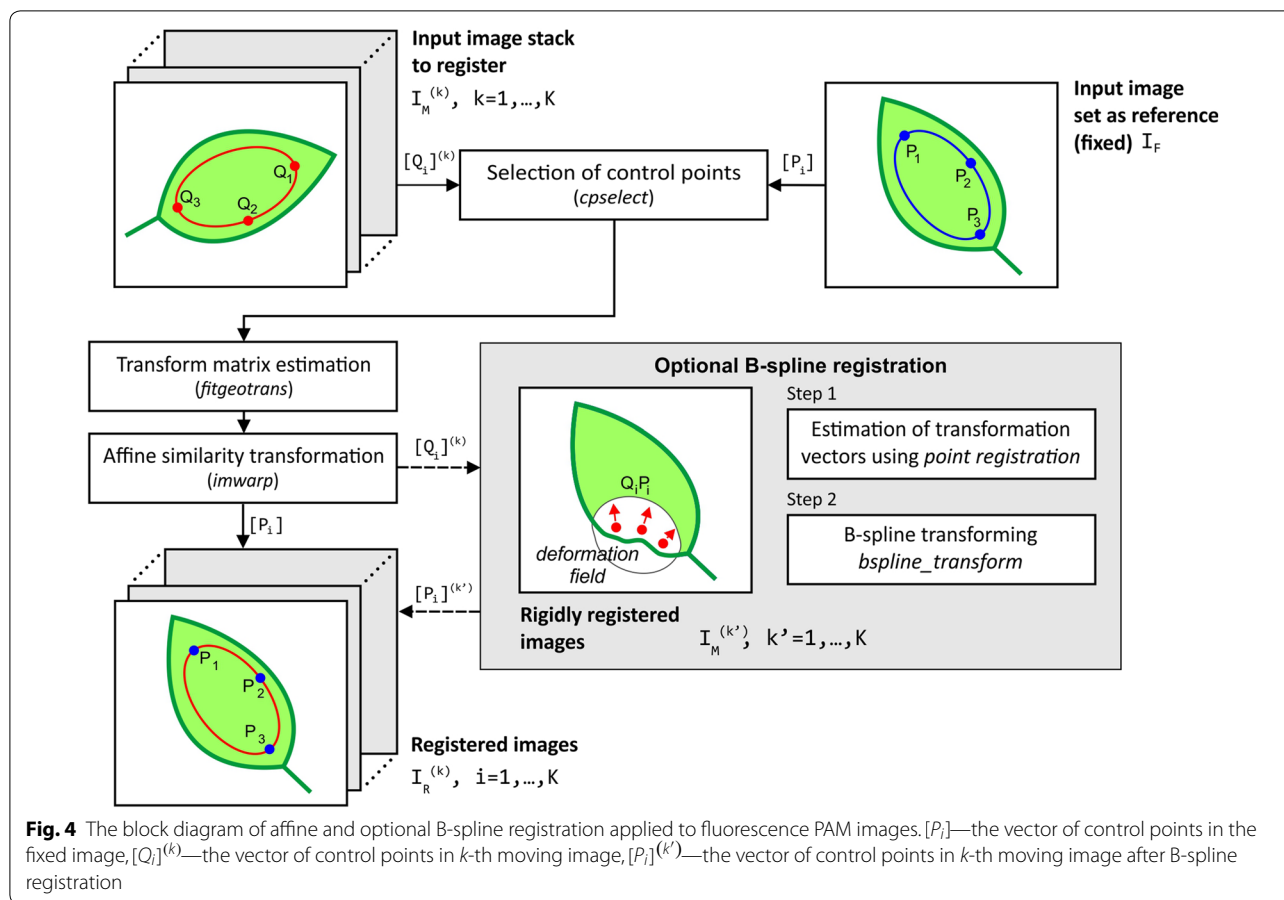 Input image stack
to register
I_M^(k), k=1,…,K
Q_1
Q_2
Q_3
[Q_i]^(k)
Selection of control points
(cpselect)
[P_i]
P_1
P_2
P_3
Input image
set as reference
(fixed) I_F
Transform matrix estimation
(fitgeotrans)
Affine similarity transformation
(imwarp)
[Q_i]^(k)
[P_i]
[P_i]^(k’)
Optional B-spline registration
Q_iP_i
deformation
field
Rigidly registered
images
I_M^(k’), k’=1,…,K
Step 1
Estimation of transformation
vectors using point registration
Step 2
B-spline transforming
bspline_transform
P_1
P_2
P_3
Registered images
I_R^(k), i=1,…,K
Fig. 4 The block diagram of affine and optional B-spline registration applied to fluorescence PAM images. [P_i]—the vector of control points in the
fixed image, [Q_i]^(k)—the vector of control points in k-th moving image, [P_i]^(k’)—the vector of control points in k-th moving image after B-spline
registration